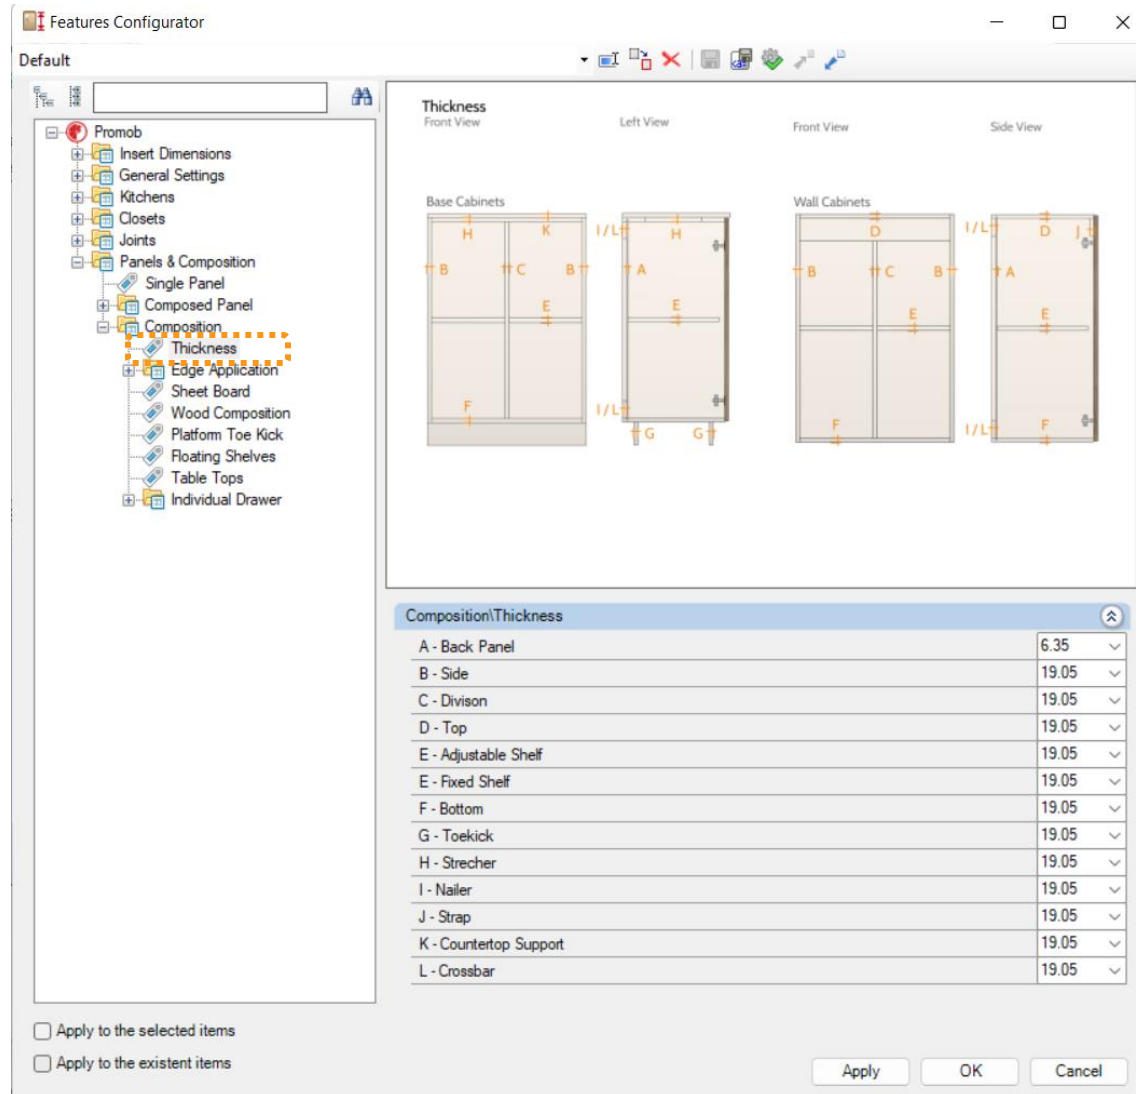 Features Configurator
Default
Promob
Insert Dimensions
General Settings
Kitchens
Closets
Joints
Panels & Composition
Single Panel
Composed Panel
Composition
Thickness
Edge Application
Sheet Board
Wood Composition
Platform Toe Kick
Floating Shelves
Table Tops
Individual Drawer
Apply to the selected items
Apply to the existent items
Thickness
Front View Left View Front View Side View
Base Cabinets Wall Cabinets
H K I/L H D I/L D J
B C B A B C B A
E E E E
F I/L F I/L F
G G
Composition\Thickness
A - Back Panel 6.35
B - Side 19.05
C - Divison 19.05
D - Top 19.05
E - Adjustable Shelf 19.05
E - Fixed Shelf 19.05
F - Bottom 19.05
G - Toekick 19.05
H - Strecher 19.05
I - Nailer 19.05
J - Strap 19.05
K - Countertop Support 19.05
L - Crossbar 19.05
Apply OK Cancel